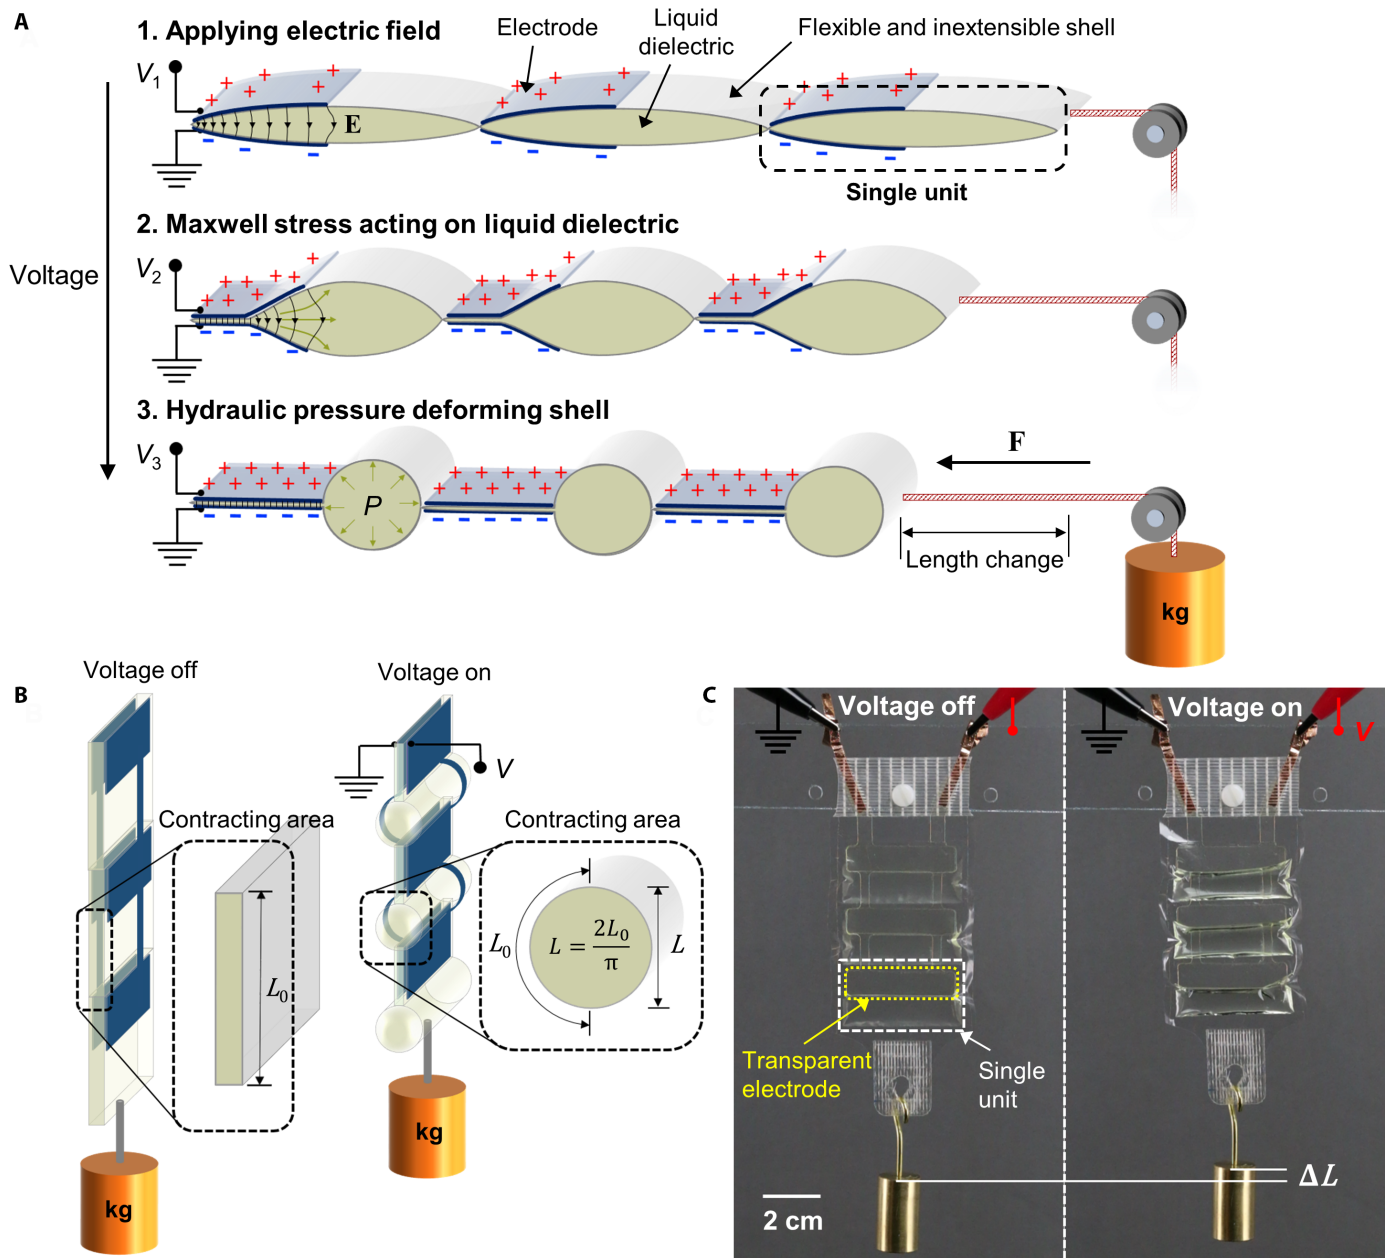 A
1. Applying electric field
Electrode
Liquid
dielectric
Flexible and inextensible shell
V1
E
Single unit
2. Maxwell stress acting on liquid dielectric
Voltage
V2
3. Hydraulic pressure deforming shell
V3
P
F
Length change
kg
B
Voltage off
Voltage on
V
Contracting area
L0
Contracting area
L0
L = 2L0/π
L
kg
kg
C
Voltage off
Voltage on
V
Transparent
electrode
Single
unit
2 cm
ΔL